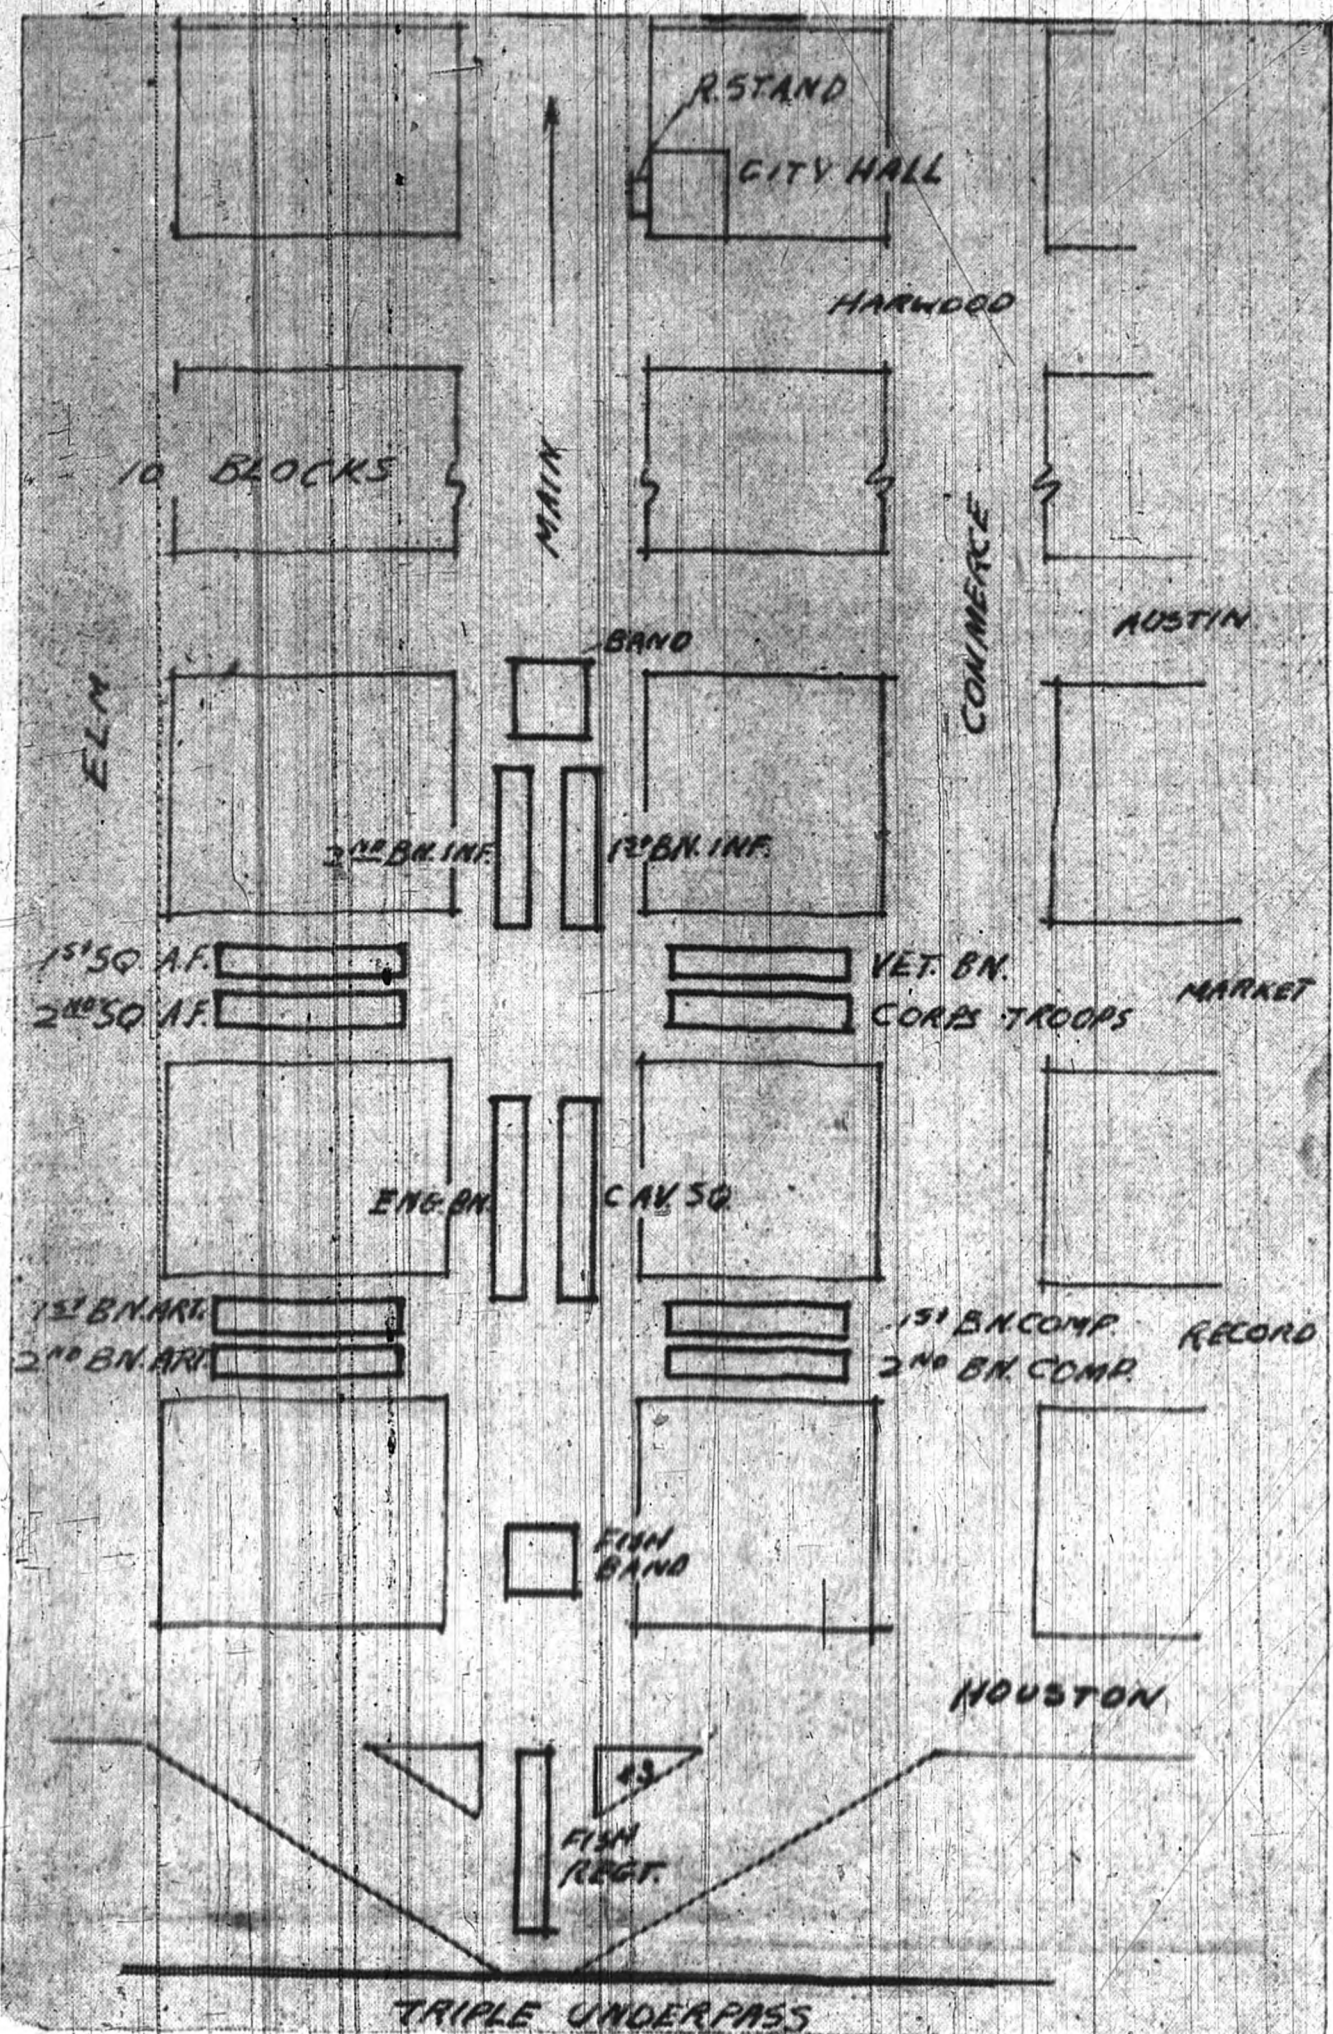 R. STAND
CITY HALL
HARWOOD
10 BLOCKS
MAIN
COMMERCE
AUSTIN
BAND
ELM
2ND BN. INF.
1ST BN. INF.
1ST SQ. A.F.
VET. BN.
2ND SQ A.F.
CORPS TROOPS
MARKET
ENG. BN.
CAV. SQ.
1ST BN. ART.
1ST BN. COMP.
RECORD
2ND BN. ART.
2ND BN. COMP.
FISH
BAND
HOUSTON
FISH
REGT.
TRIPLE UNDERPASS